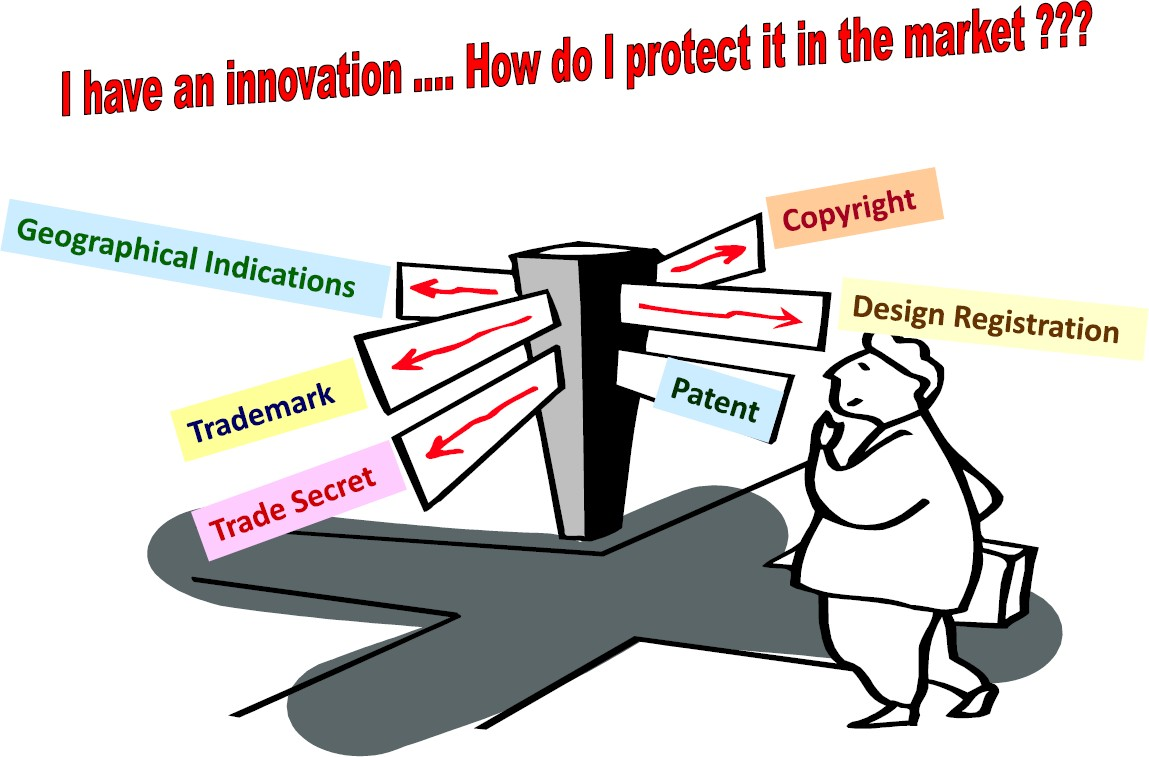 I have an innovation .... How do I protect it in the market ???
Geographical Indications
Copyright
Design Registration
Trademark
Patent
Trade Secret